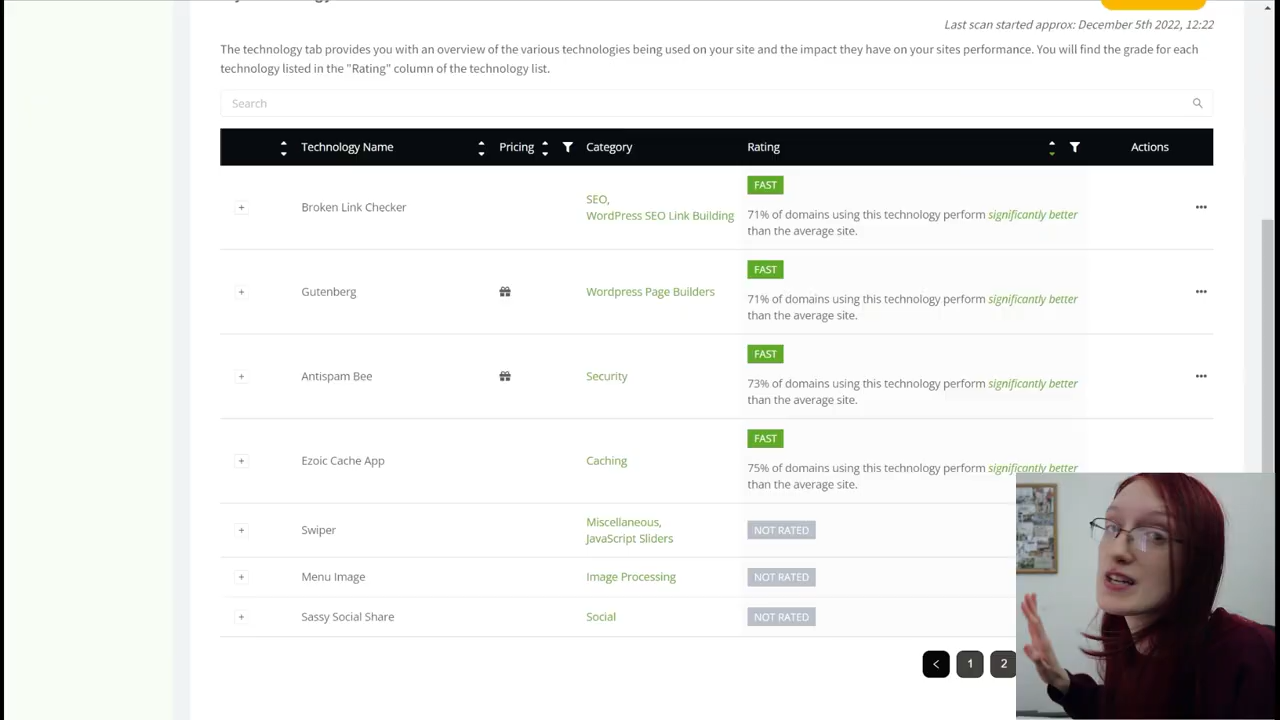 Last scan started approx: December 5th 2022, 12:22
The technology tab provides you with an overview of the various technologies being used on your site and the impact they have on your sites performance. You will find the grade for each
technology listed in the "Rating" column of the technology list.
Search
Technology Name Pricing Category Rating Actions
Broken Link Checker
SEO,
WordPress SEO Link Building
FAST
71% of domains using this technology perform significantly better
than the average site.
Gutenberg
Wordpress Page Builders
FAST
71% of domains using this technology perform significantly better
than the average site.
Antispam Bee
Security
FAST
73% of domains using this technology perform significantly better
than the average site.
Ezoic Cache App
Caching
FAST
75% of domains using this technology perform significantly better
than the average site.
Swiper
Miscellaneous,
JavaScript Sliders
NOT RATED
Menu Image
Image Processing
NOT RATED
Sassy Social Share
Social
NOT RATED
< 1 2